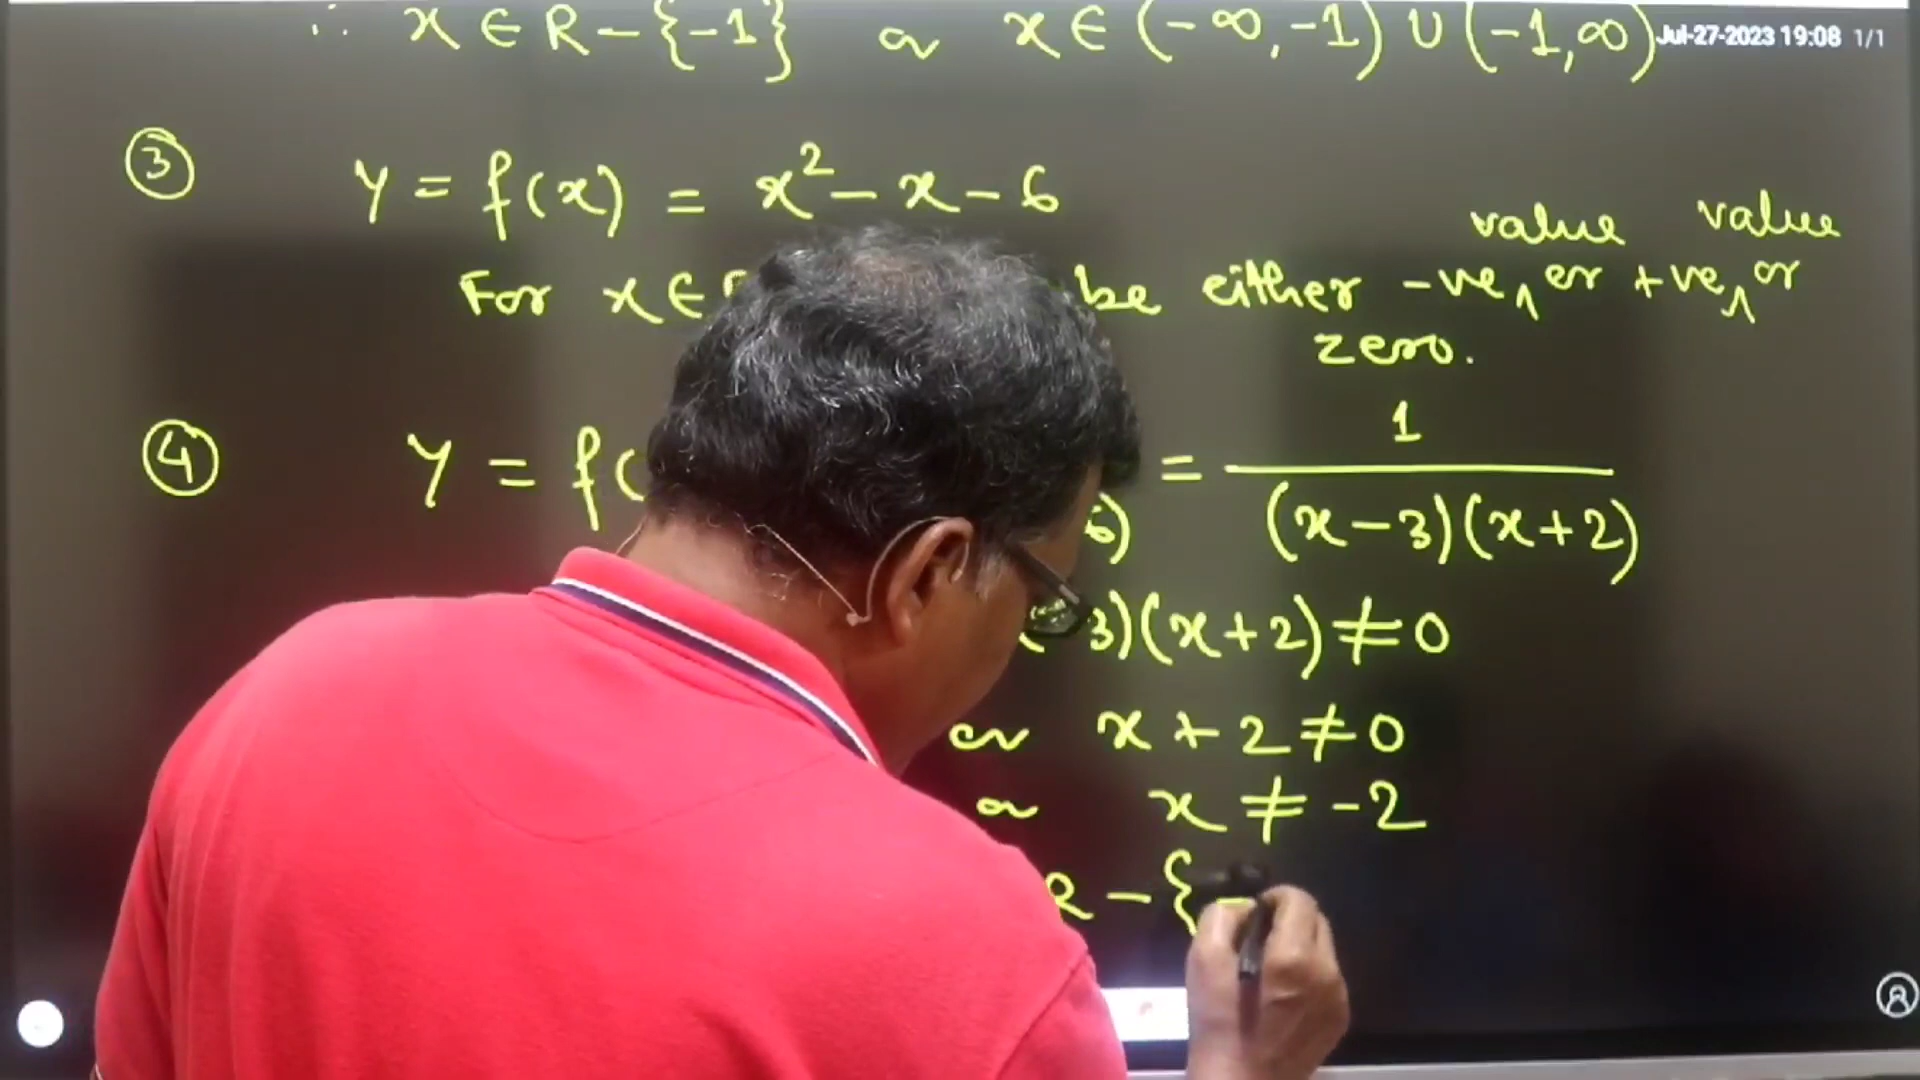 ∴ x ∈ R - {-1} or x ∈ (-∞, -1) ∪ (-1, ∞) Jul-27-2023 19:08 1/1
③ y = f(x) = x² - x - 6
value value
For x ∈ be either -ve‸ or +ve‸ or
zero.
1
④ y = f( = ─────
6) (x-3)(x+2)
3)(x+2) ≠ 0
or x + 2 ≠ 0
or x ≠ -2
R - {-